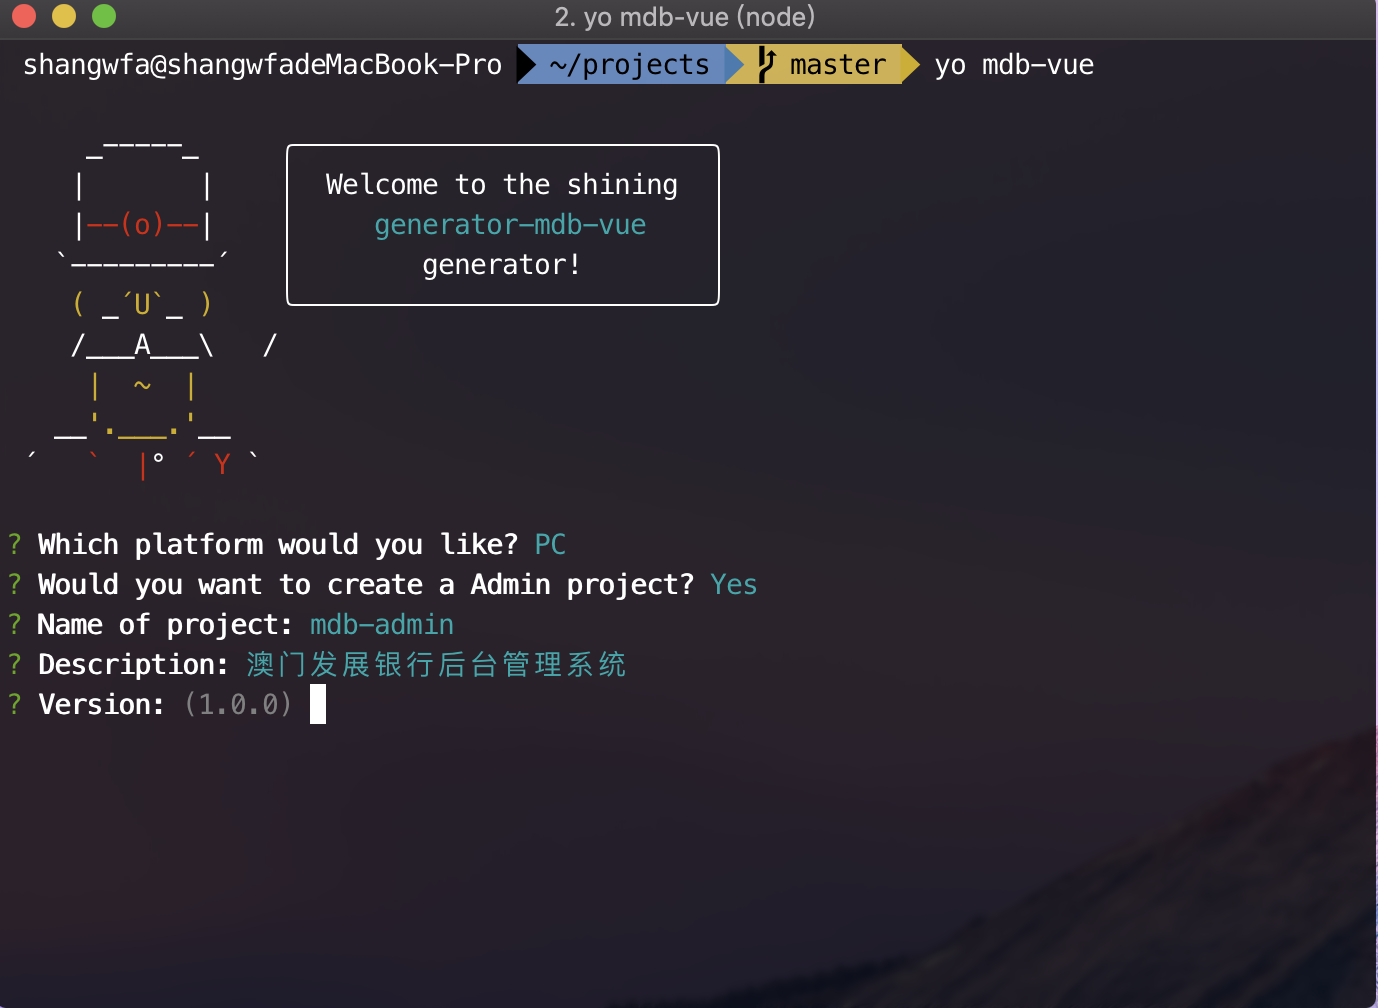 2. yo mdb-vue (node)
shangwfa@shangwfadeMacBook-Pro ~/projects master yo mdb-vue
_-----_
|       |
|--(o)--|
`---------´
( _´U`_ )
/___A___\   /
|  ~  |
__'.___.'__
´   `  |° ´ Y `
Welcome to the shining
generator-mdb-vue
generator!
? Which platform would you like? PC
? Would you want to create a Admin project? Yes
? Name of project: mdb-admin
? Description: 澳门发展银行后台管理系统
? Version: (1.0.0)